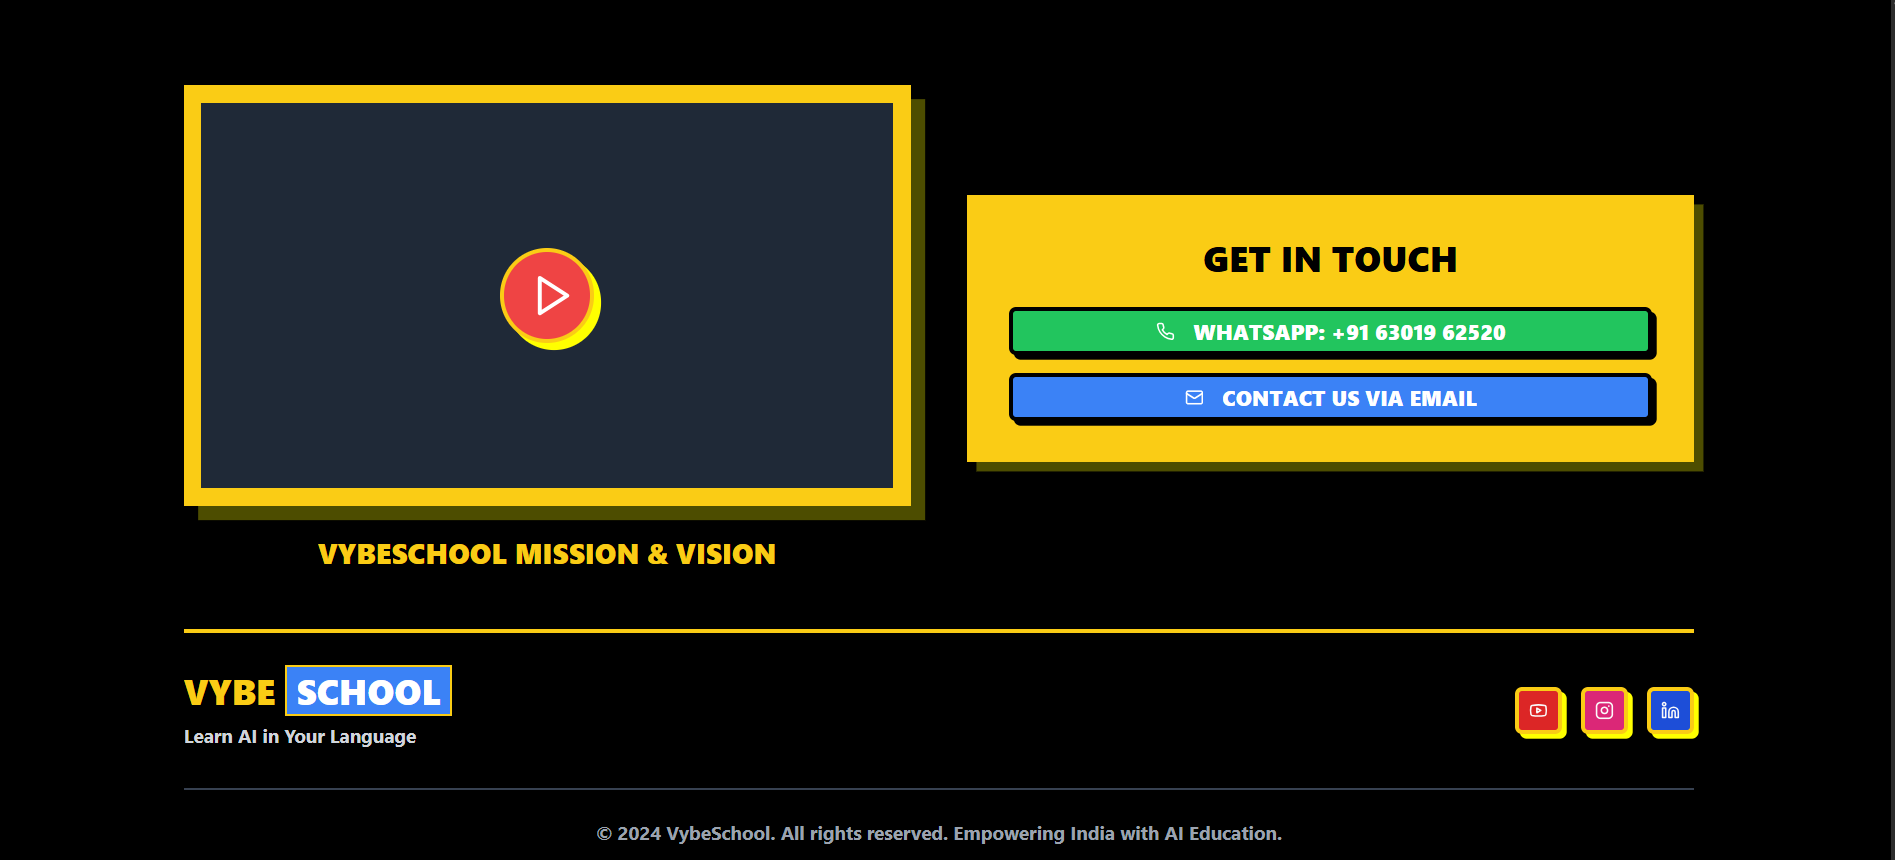 GET IN TOUCH
WHATSAPP: +91 63019 62520
CONTACT US VIA EMAIL
VYBESCHOOL MISSION & VISION
VYBE SCHOOL
Learn AI in Your Language
in
© 2024 VybeSchool. All rights reserved. Empowering India with AI Education.